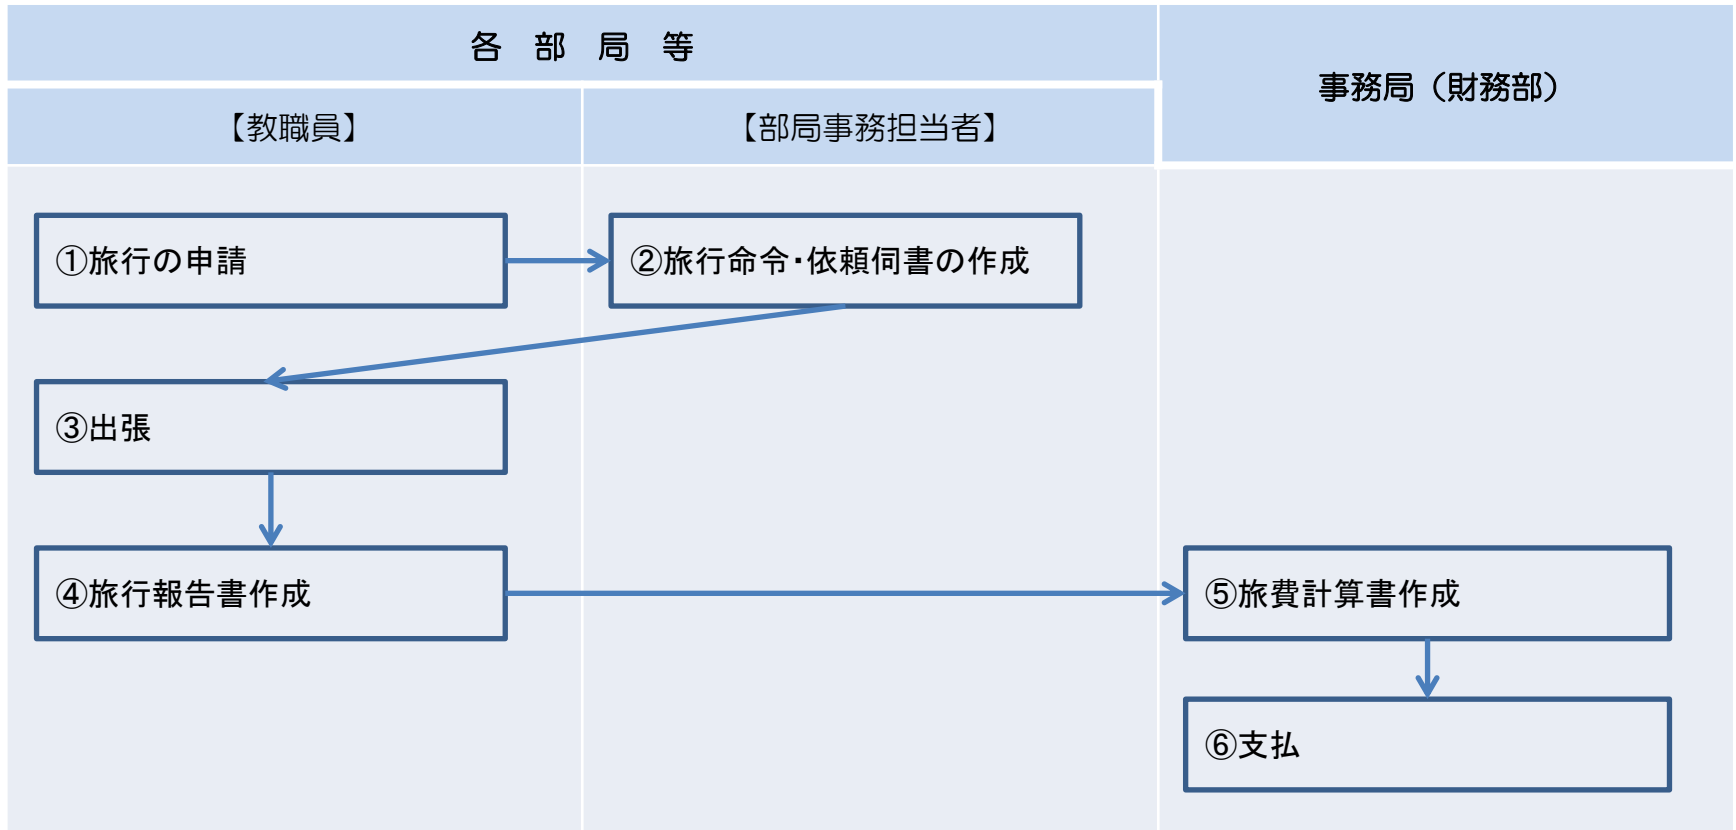 各　部　局　等
事務局（財務部）
【教職員】
【部局事務担当者】
①旅行の申請
②旅行命令・依頼伺書の作成
③出張
④旅行報告書作成
⑤旅費計算書作成
⑥支払